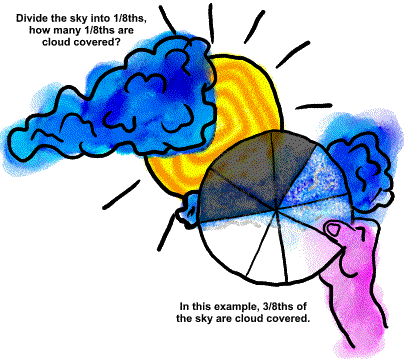 Divide the sky into 1/8ths,
how many 1/8ths are
cloud covered?
In this example, 3/8ths of
the sky are cloud covered.